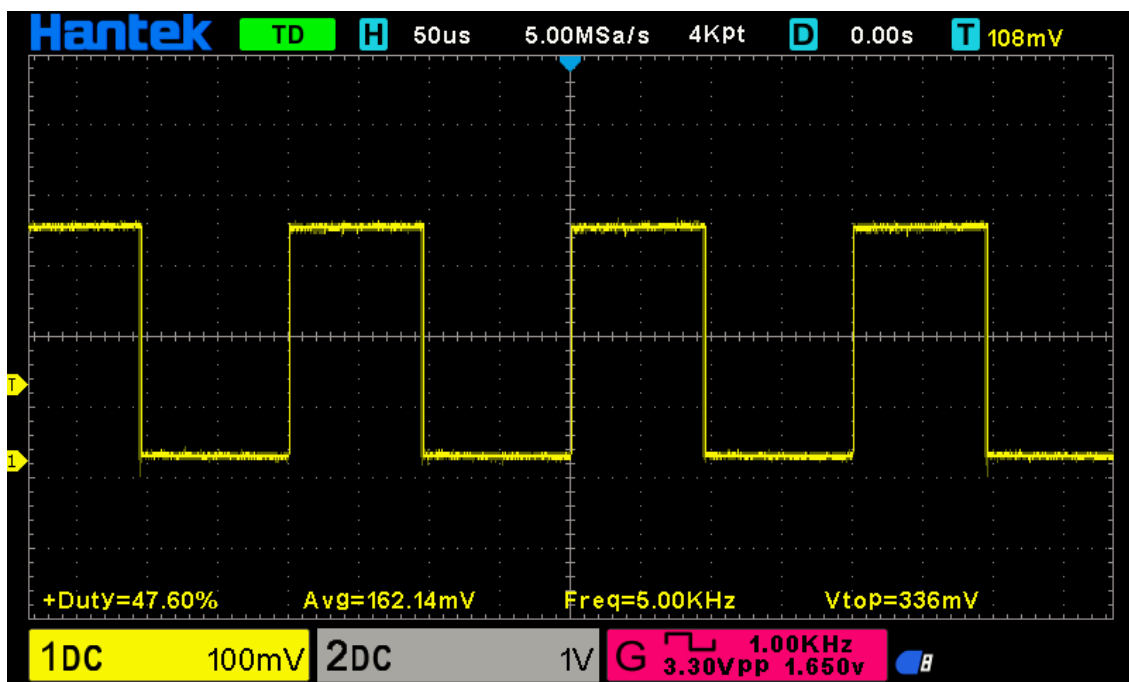 Hantek TD H 50us 5.00MSa/s 4Kpt D 0.00s T 108mV
T
1
+Duty=47.60% Avg=162.14mV Freq=5.00KHz Vtop=336mV
1DC 100mV 2DC 1V G 1.00KHz
3.30Vpp 1.650v